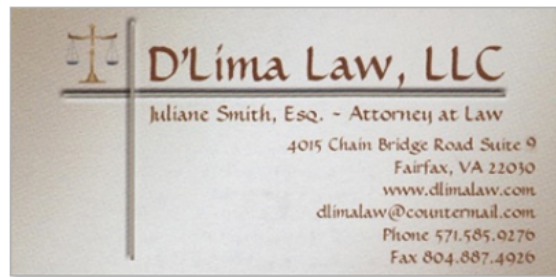 D'Lima Law, LLC
Juliane Smith, Esq. - Attorney at Law
4015 Chain Bridge Road Suite 9
Fairfax, VA 22030
www.dlimalaw.com
dlimalaw@countermail.com
Phone 571.585.9276
Fax 804.887.4926